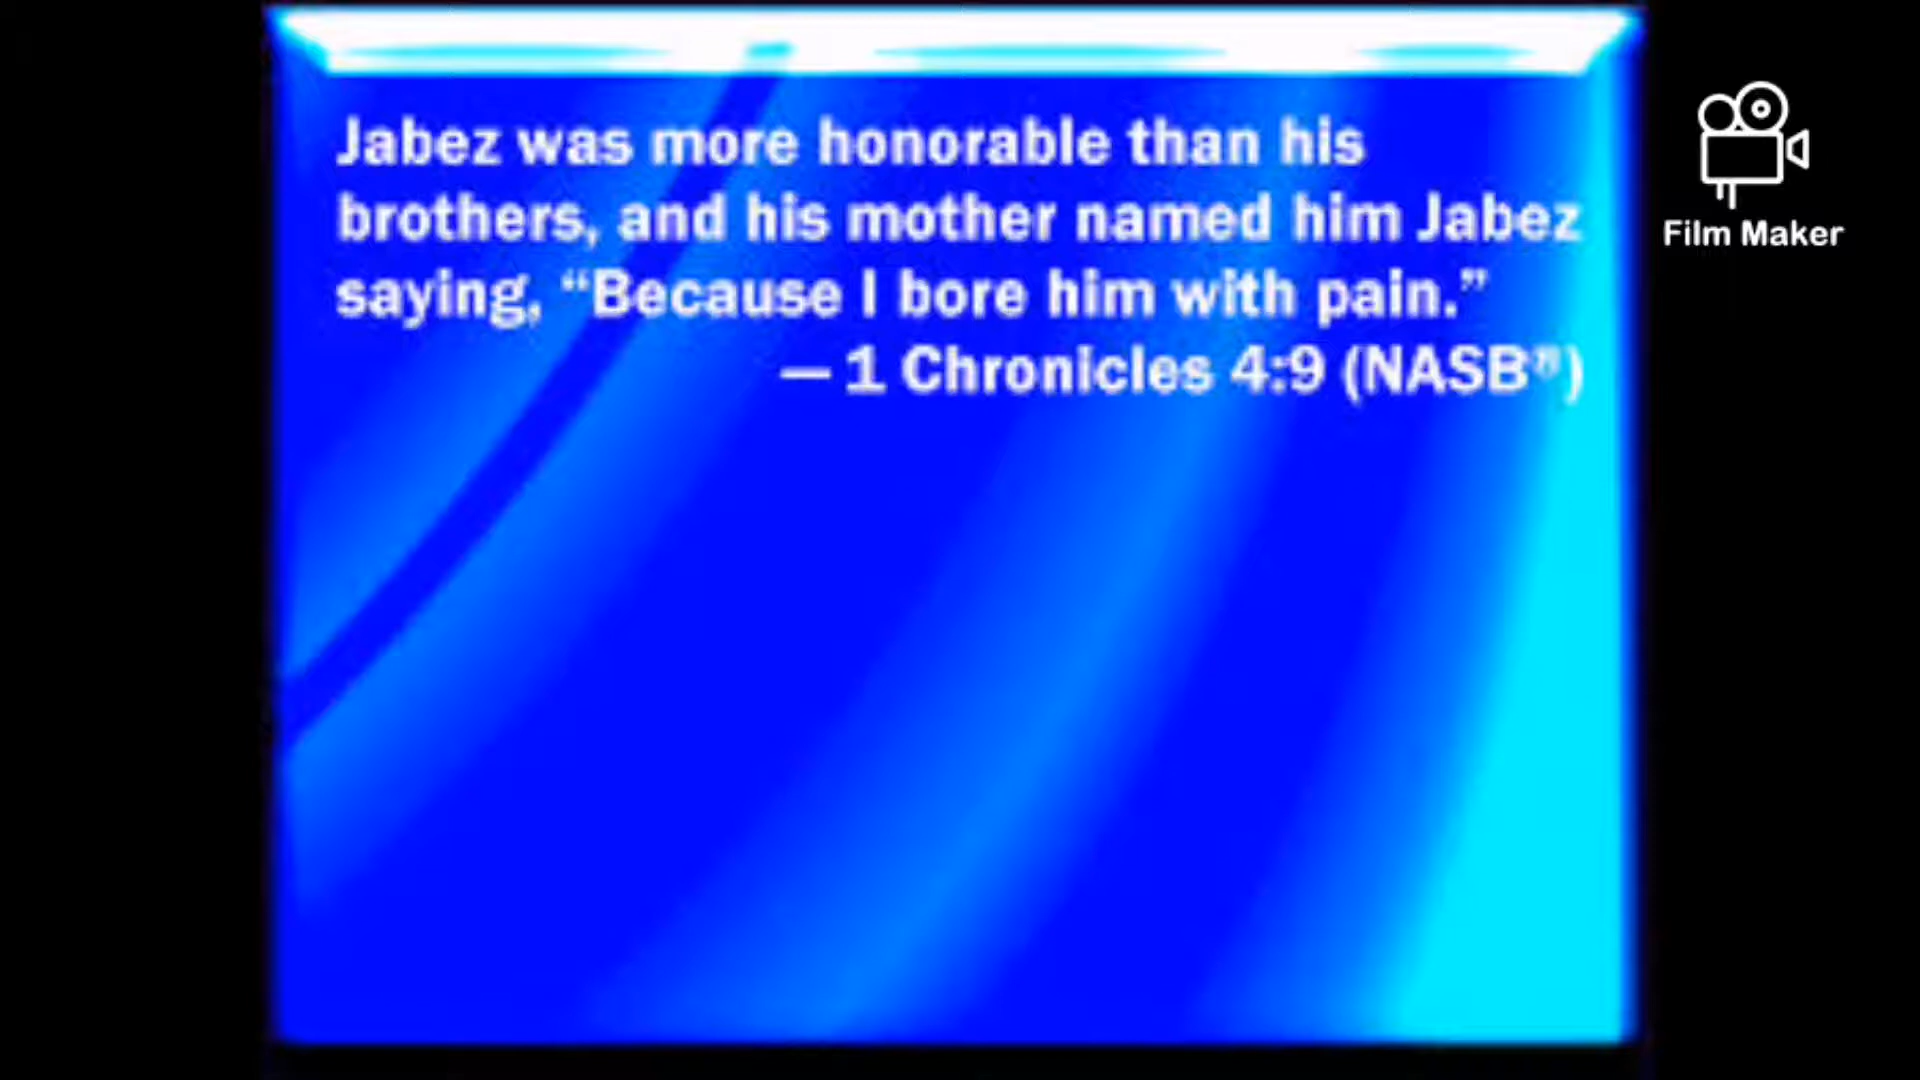 Jabez was more honorable than his
brothers, and his mother named him Jabez
saying, “Because I bore him with pain.”
— 1 Chronicles 4:9 (NASB®)
Film Maker